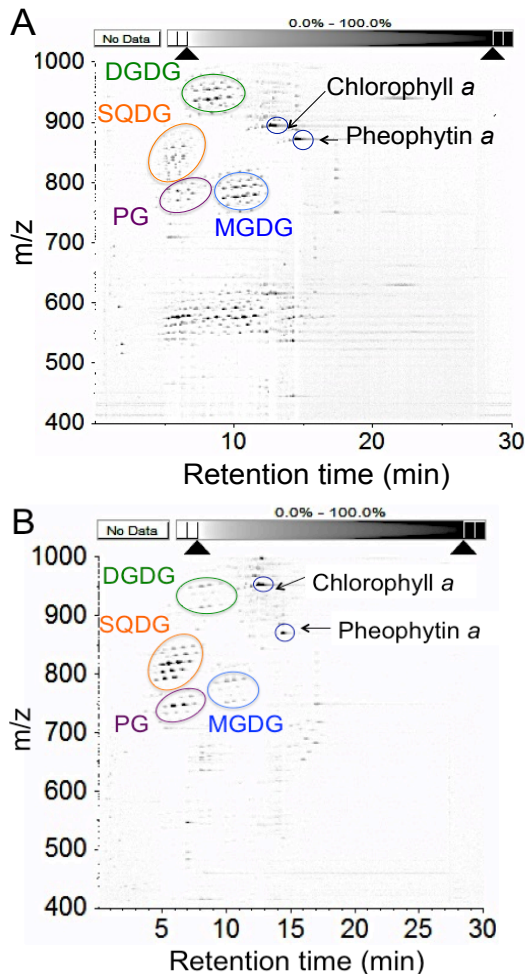 A
No Data
0.0% - 100.0%
1000
DGDG
Chlorophyll a
SQDG
900
Pheophytin a
800
PG
MGDG
m/z
700
600
500
400
10
20
30
Retention time (min)
B
No Data
0.0% - 100.0%
1000
DGDG
Chlorophyll a
900
SQDG
Pheophytin a
800
PG
MGDG
m/z
700
600
500
400
5
10
15
20
30
Retention time (min)